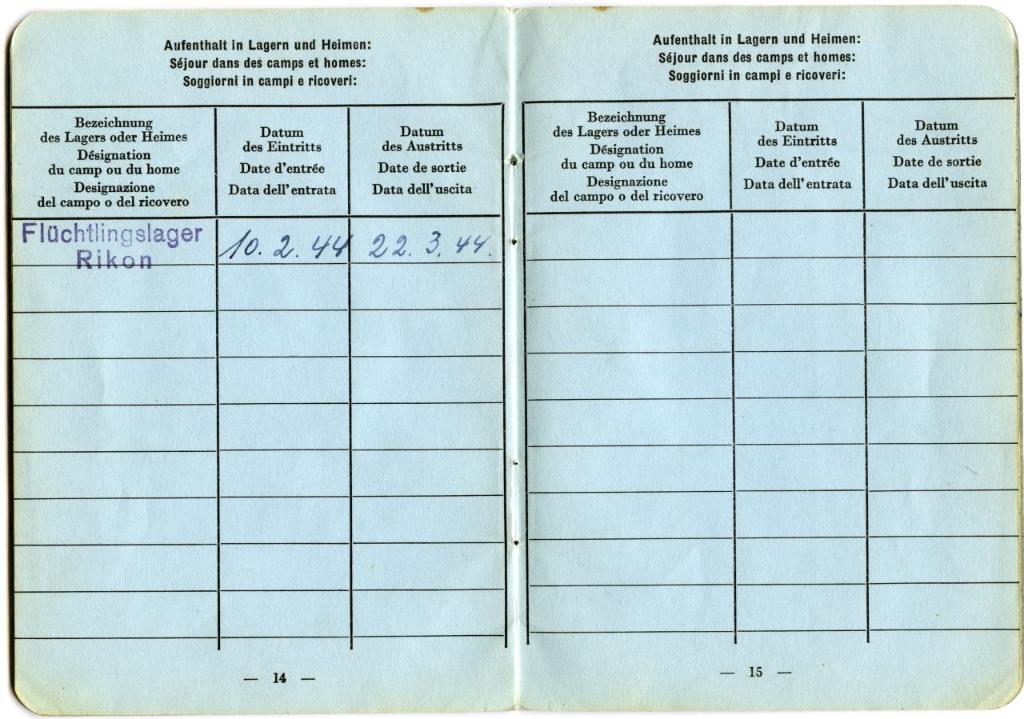 Aufenthalt in Lagern und Heimen:
Séjour dans des camps et homes:
Soggiorni in campi e ricoveri:
Bezeichnung
des Lagers oder Heimes
Désignation
du camp ou du home
Designazione
del campo o del ricovero
Datum
des Eintritts
Date d'entrée
Data dell'entrata
Datum
des Austritts
Date de sortie
Data dell'uscita
Flüchtlingslager
Rikon
10. 2. 44
22. 3. 44.
— 14 —
Aufenthalt in Lagern und Heimen:
Séjour dans des camps et homes:
Soggiorni in campi e ricoveri:
Bezeichnung
des Lagers oder Heimes
Désignation
du camp ou du home
Designazione
del campo o del ricovero
Datum
des Eintritts
Date d'entrée
Data dell'entrata
Datum
des Austritts
Date de sortie
Data dell'uscita
— 15 —